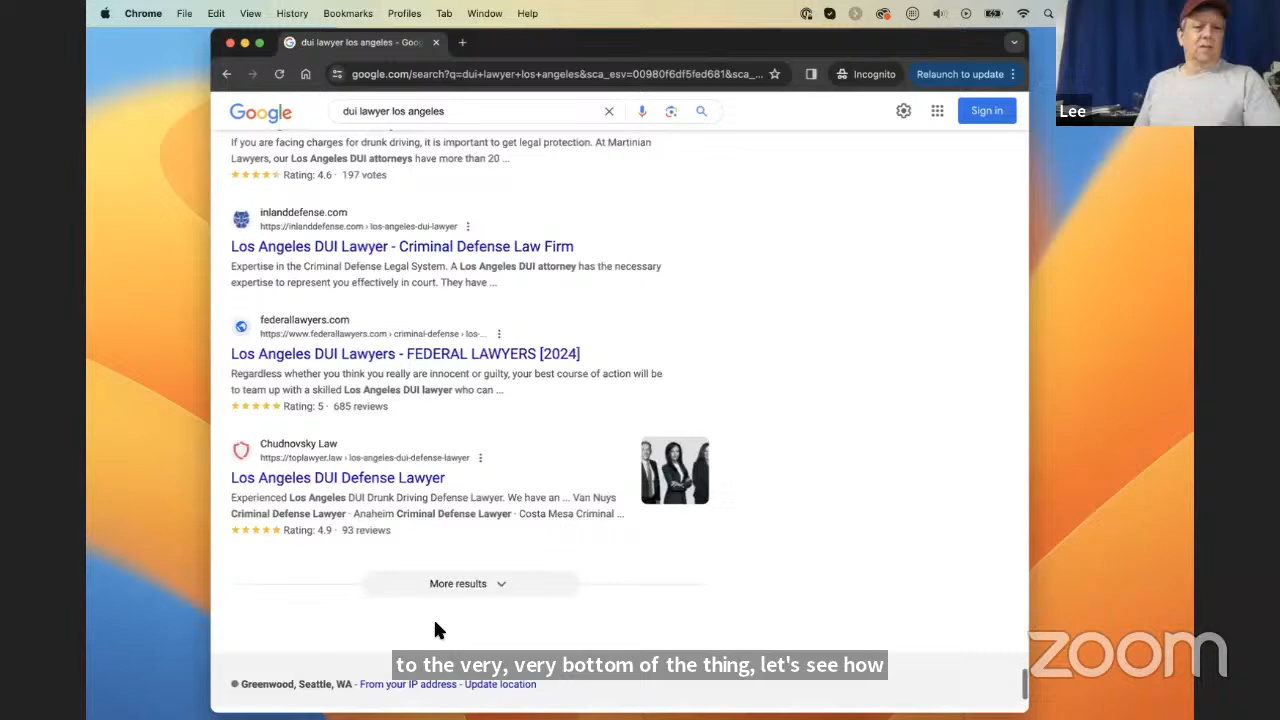 Chrome File Edit View History Bookmarks Profiles Tab Window Help
dui lawyer los angeles - Goog
google.com/search?q=dui+lawyer+los+angeles&sca_esv=00980f6df5fed681&sca_...
Incognito
Relaunch to update
Google
dui lawyer los angeles
Sign in
Lee
If you are facing charges for drunk driving, it is important to get legal protection. At Martinian
Lawyers, our Los Angeles DUI attorneys have more than 20 ...
Rating: 4.6 · 197 votes
inlanddefense.com
https://inlanddefense.com › los-angeles-dui-lawyer
Los Angeles DUI Lawyer - Criminal Defense Law Firm
Expertise in the Criminal Defense Legal System. A Los Angeles DUI attorney has the necessary
expertise to represent you effectively in court. They have ...
federallawyers.com
https://www.federallawyers.com › criminal-defense › los-...
Los Angeles DUI Lawyers - FEDERAL LAWYERS [2024]
Regardless whether you think you really are innocent or guilty, your best course of action will be
to team up with a skilled Los Angeles DUI lawyer who can ...
Rating: 5 · 685 reviews
Chudnovsky Law
https://toplawyer.law › los-angeles-dui-defense-lawyer
Los Angeles DUI Defense Lawyer
Experienced Los Angeles DUI Drunk Driving Defense Lawyer. We have an ... Van Nuys
Criminal Defense Lawyer · Anaheim Criminal Defense Lawyer · Costa Mesa Criminal ...
Rating: 4.9 · 93 reviews
More results
to the very, very bottom of the thing, let's see how
Greenwood, Seattle, WA - From your IP address - Update location
zoom